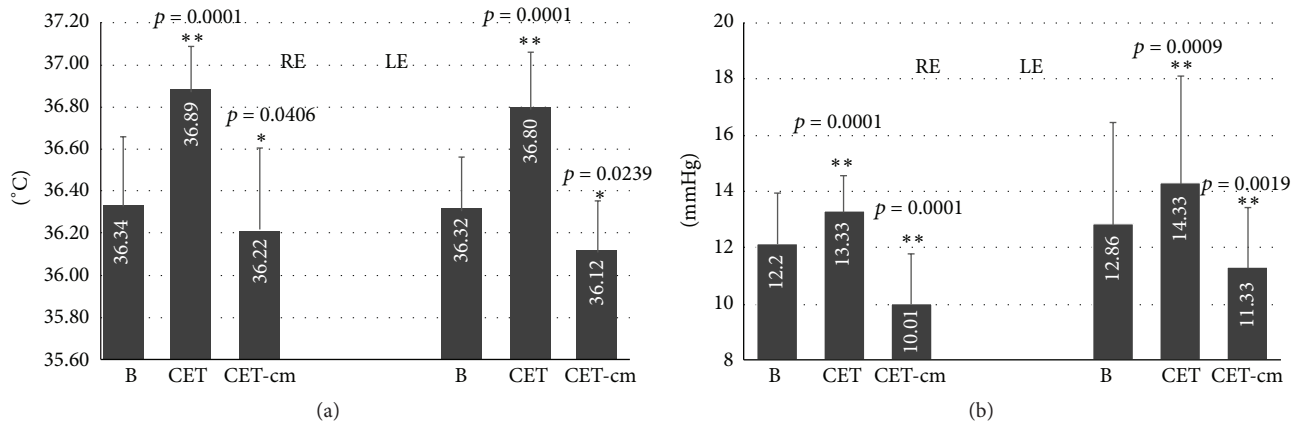 37.20
37.00
36.80
36.60
36.40
36.20
36.00
35.80
35.60
(°C)
p = 0.0001
**
RE
LE
p = 0.0001
**
p = 0.0406
*
p = 0.0239
*
36.34
36.89
36.22
36.32
36.80
36.12
B
CET
CET-cm
B
CET
CET-cm
(a)
20
18
16
14
12
10
8
(mmHg)
RE
LE
p = 0.0009
**
p = 0.0001
**
p = 0.0001
**
p = 0.0019
**
12.2
13.33
10.01
12.86
14.33
11.33
B
CET
CET-cm
B
CET
CET-cm
(b)